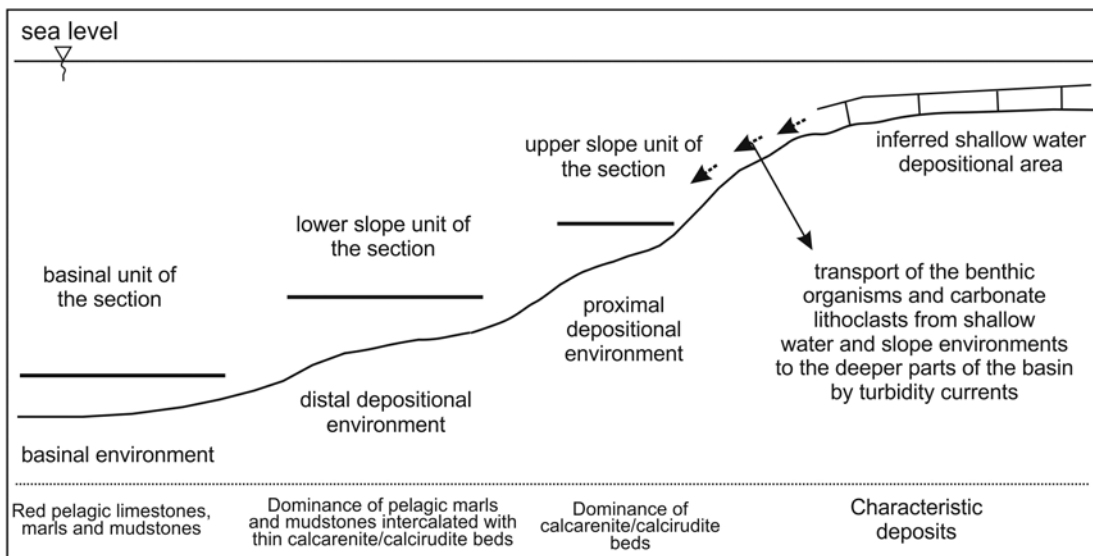 sea level
upper slope unit of
the section
inferred shallow water
depositional area
lower slope unit of
the section
basinal unit of
the section
transport of the benthic
organisms and carbonate
lithoclasts from shallow
water and slope environments
to the deeper parts of the basin
by turbidity currents
proximal
depositional
environment
distal depositional
environment
basinal environment
Red pelagic limestones,
marls and mudstones
Dominance of pelagic marls
and mudstones intercalated with
thin calcarenite/calcirudite beds
Dominance of
calcarenite/calcirudite
beds
Characteristic
deposits